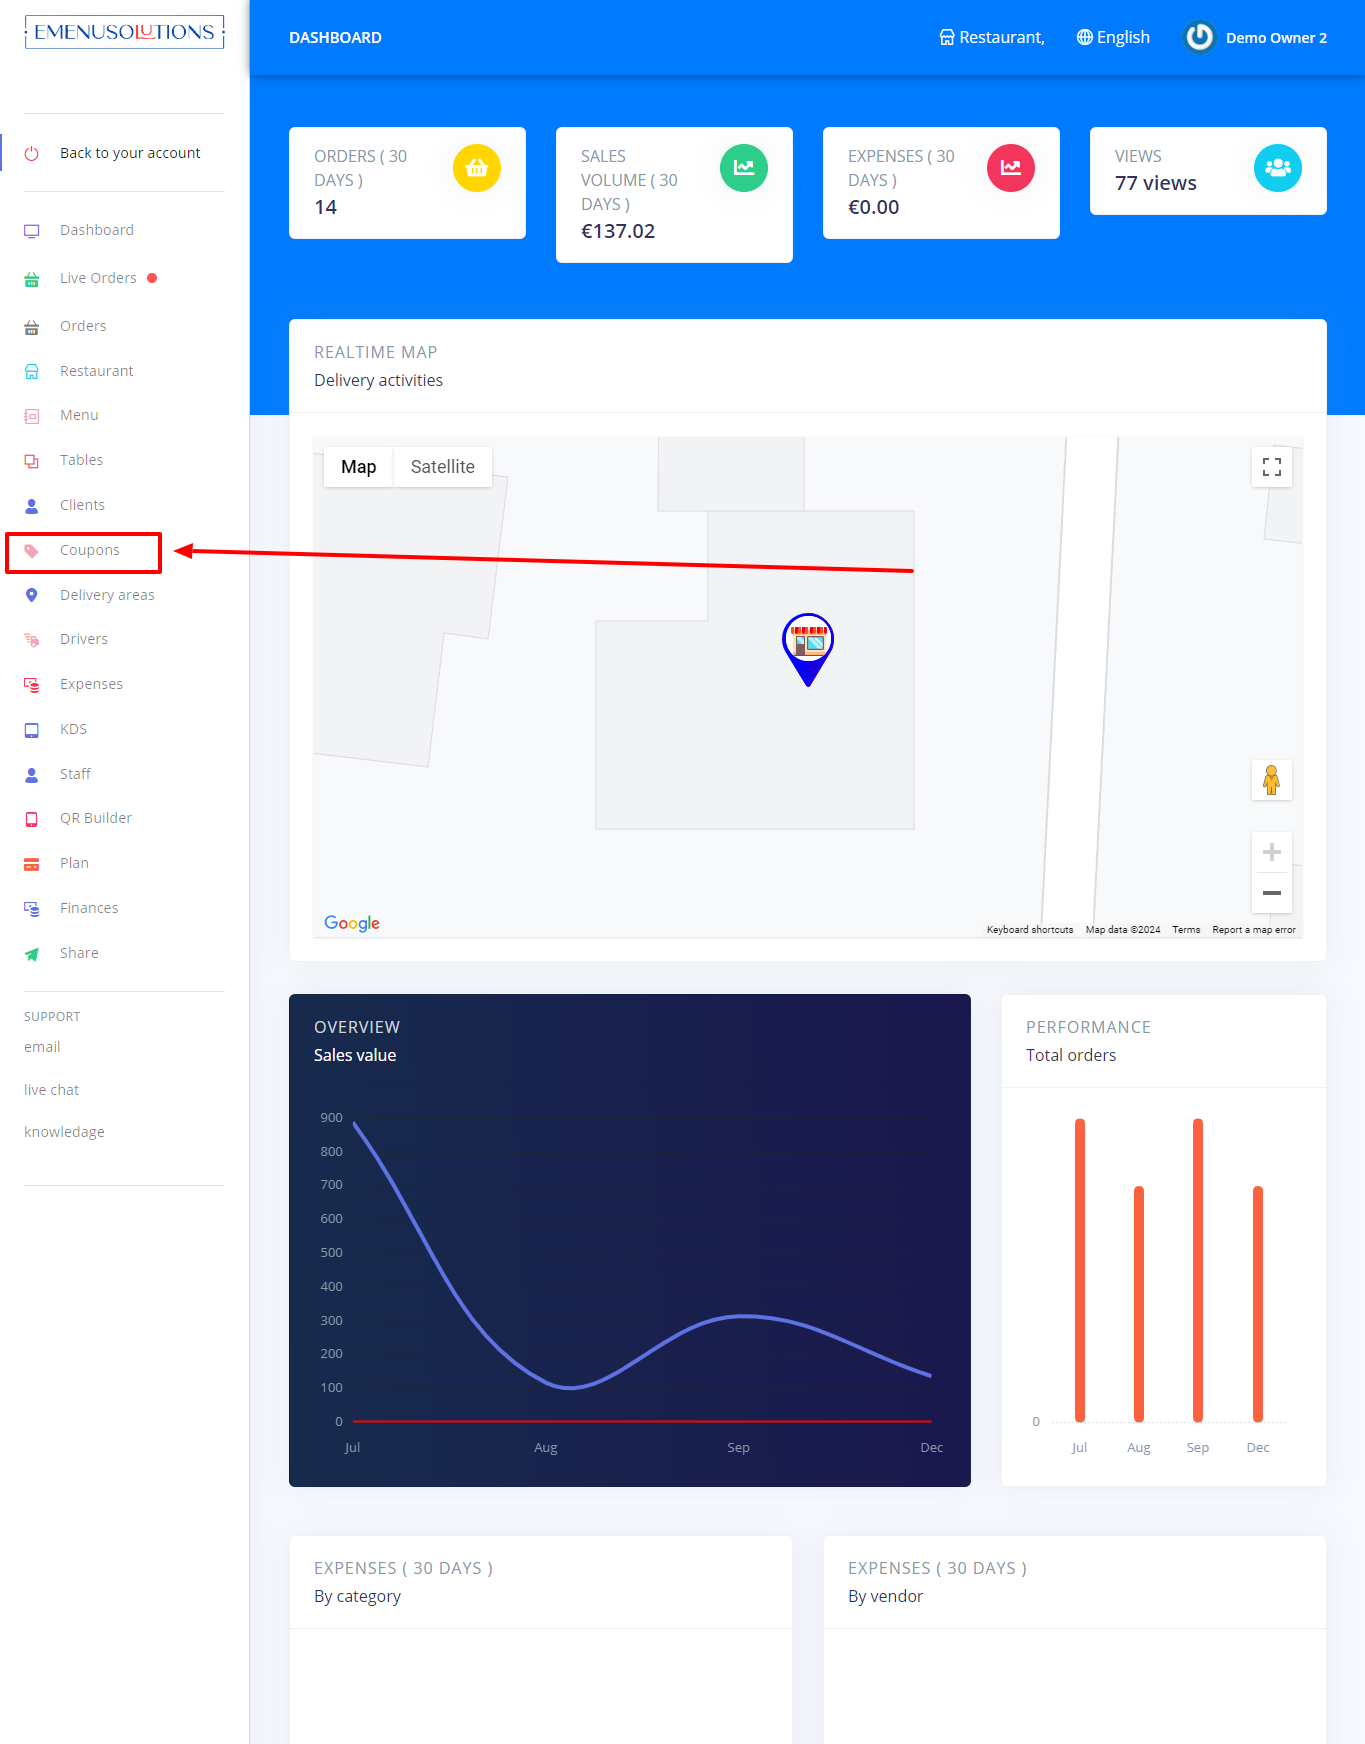 EMENUSOLUTIONS
DASHBOARD
Restaurant,
English
Demo Owner 2
Back to your account
Dashboard
Live Orders
Orders
Restaurant
Menu
Tables
Clients
Coupons
Delivery areas
Drivers
Expenses
KDS
Staff
QR Builder
Plan
Finances
Share
SUPPORT
email
live chat
knowledage
ORDERS ( 30
DAYS )
14
SALES
VOLUME ( 30
DAYS )
€137.02
EXPENSES ( 30
DAYS )
€0.00
VIEWS
77 views
REALTIME MAP
Delivery activities
Map
Satellite
Google
Keyboard shortcuts
Map data ©2024
Terms
Report a map error
OVERVIEW
Sales value
900
800
700
600
500
400
300
200
100
0
Jul
Aug
Sep
Dec
PERFORMANCE
Total orders
0
Jul
Aug
Sep
Dec
EXPENSES ( 30 DAYS )
By category
EXPENSES ( 30 DAYS )
By vendor